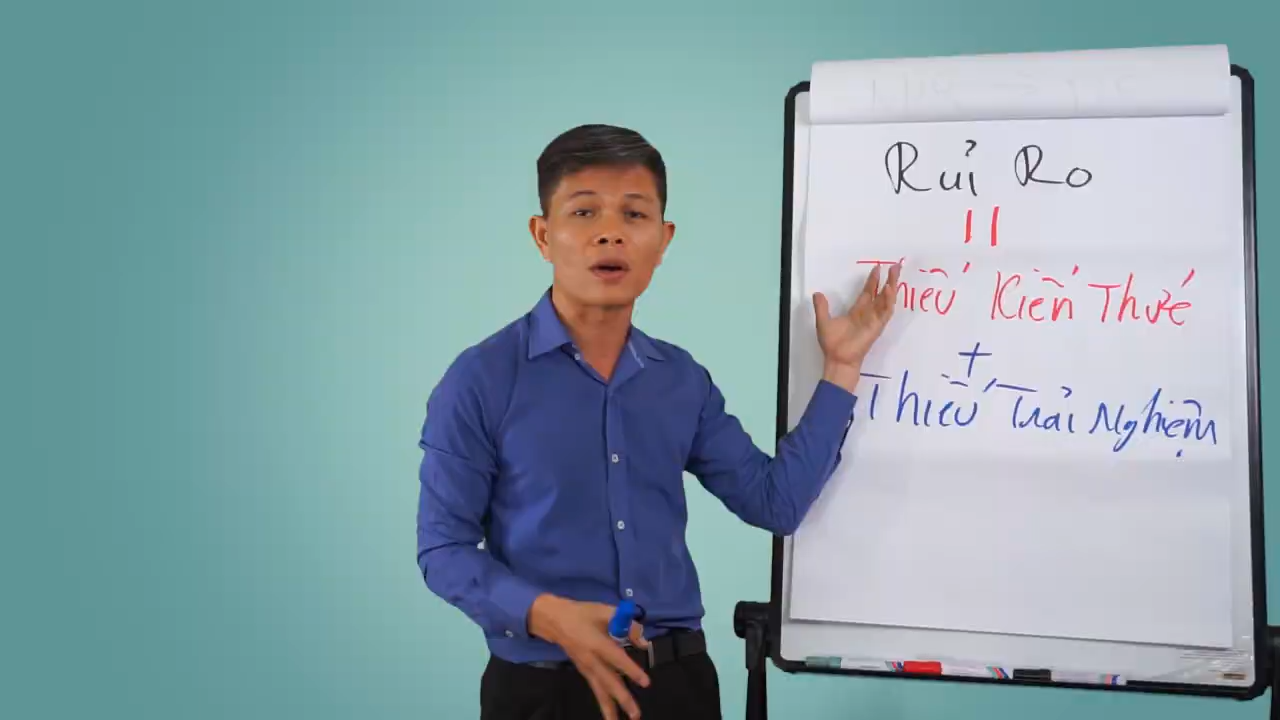 Rủi Ro
=
Thiếu Kiến Thức
+
Thiếu Trải Nghiệm